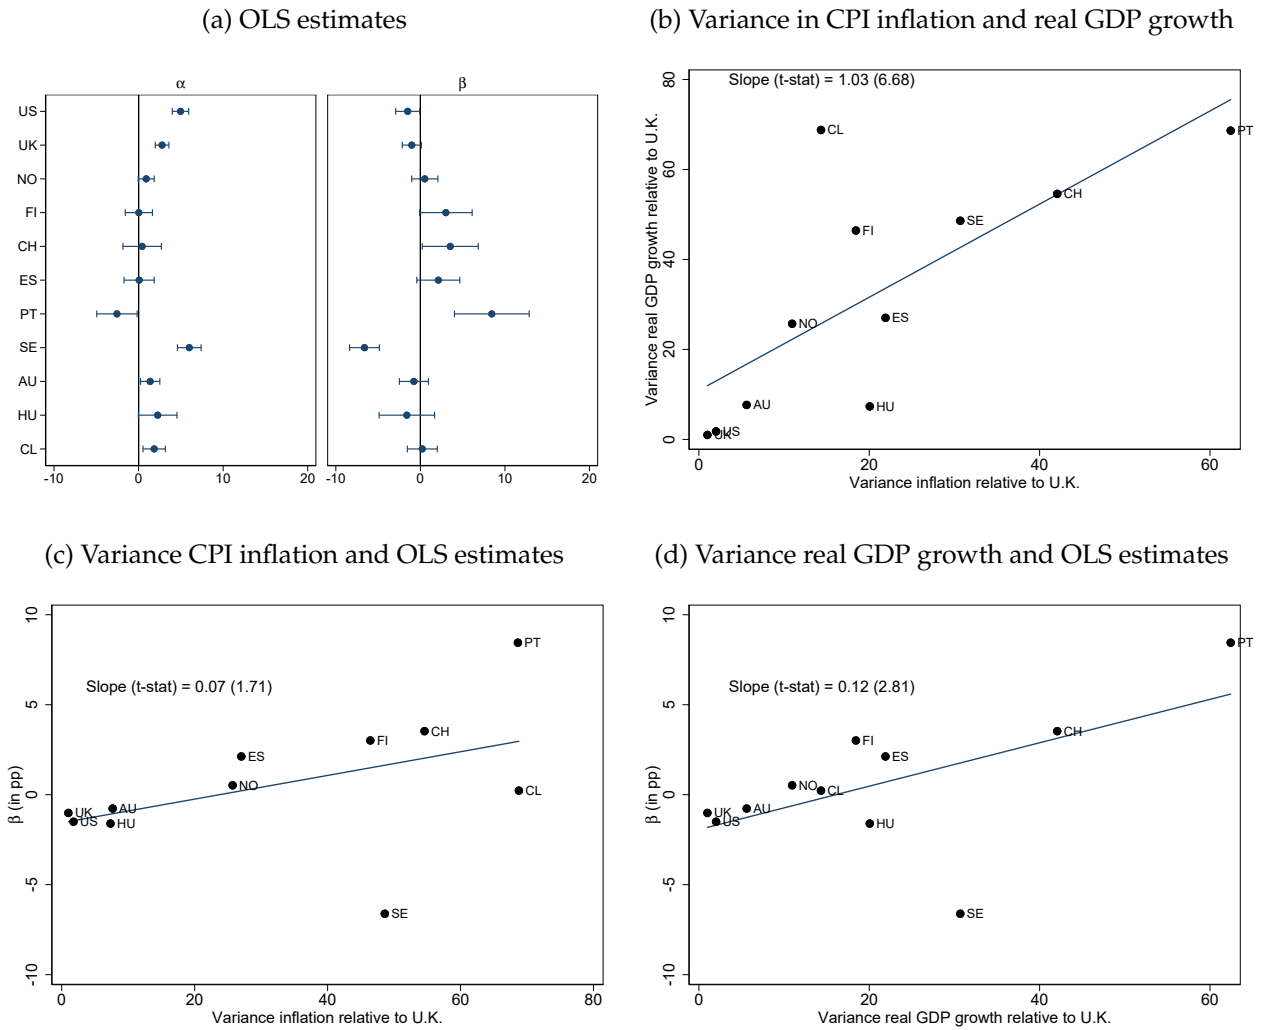 (a) OLS estimates
α
β
US
UK
NO
FI
CH
ES
PT
SE
AU
HU
CL
-10
0
10
20
-10
0
10
20
(b) Variance in CPI inflation and real GDP growth
Slope (t-stat) = 1.03 (6.68)
Variance real GDP growth relative to U.K.
80
60
40
20
0
CL
PT
CH
SE
FI
NO
ES
AU
HU
US
UK
0
20
40
60
Variance inflation relative to U.K.
(c) Variance CPI inflation and OLS estimates
β (in pp)
10
5
0
-5
-10
Slope (t-stat) = 0.07 (1.71)
PT
CH
FI
ES
NO
CL
UK
AU
US
HU
SE
0
20
40
60
80
Variance inflation relative to U.K.
(d) Variance real GDP growth and OLS estimates
β (in pp)
10
5
0
-5
-10
Slope (t-stat) = 0.12 (2.81)
PT
CH
FI
ES
NO
CL
UK
AU
US
HU
SE
0
20
40
60
Variance real GDP growth relative to U.K.